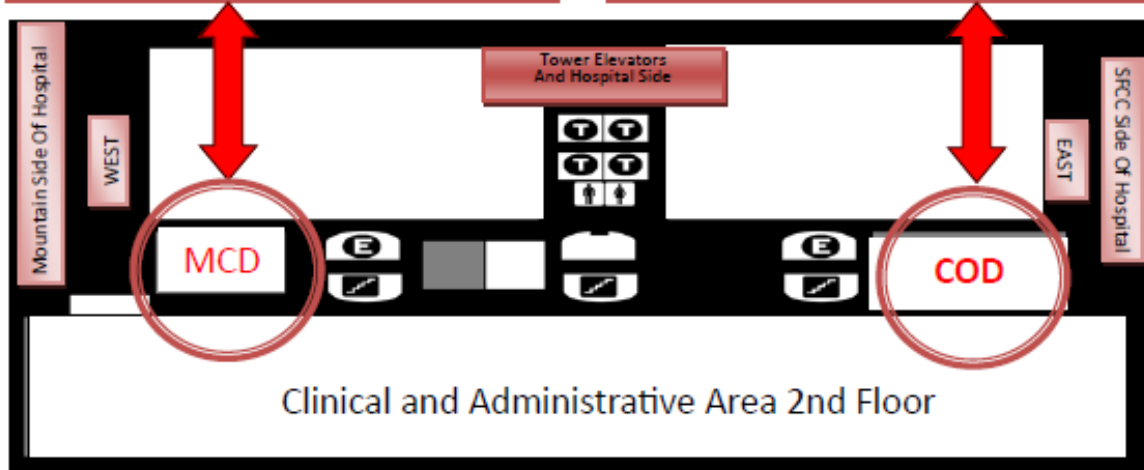 Tower Elevators
And Hospital Side
Mountain Side Of Hospital
WEST
T T
T T
EAST
SFCC Side Of Hospital
MCD
E
E
COD
Clinical and Administrative Area 2nd Floor